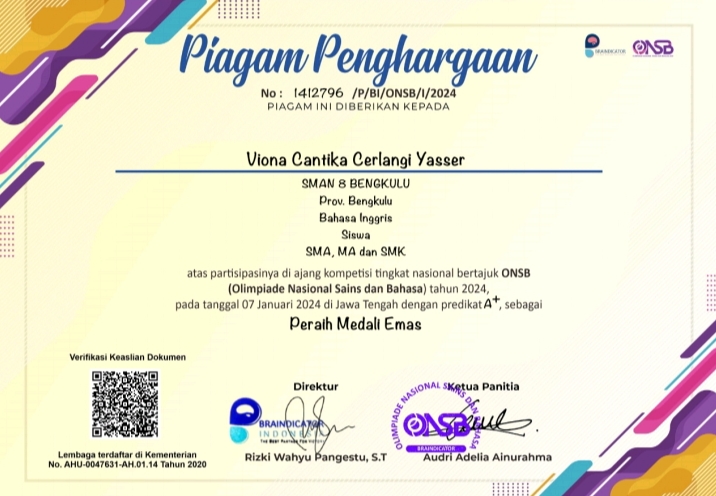 Piagam Penghargaan
BRAINDICATOR
ONSB
No : 1412796 /P/BI/ONSB/I/2024
PIAGAM INI DIBERIKAN KEPADA
Viona Cantika Cerlangi Yasser
SMAN 8 BENGKULU
Prov. Bengkulu
Bahasa Inggris
Siswa
SMA, MA dan SMK
atas partisipasinya di ajang kompetisi tingkat nasional bertajuk ONSB
(Olimpiade Nasional Sains dan Bahasa) tahun 2024,
pada tanggal 07 Januari 2024 di Jawa Tengah dengan predikat A+, sebagai
Peraih Medali Emas
Verifikasi Keaslian Dokumen
Lembaga terdaftar di Kementerian
No. AHU-0047631-AH.01.14 Tahun 2020
Direktur
BRAINDICATOR
INDONESIA
Rizki Wahyu Pangestu, S.T
Ketua Panitia
OLIMPIADE NASIONAL SAINS DAN BAHASA
ONSB
BRAINDICATOR
Audri Adelia Ainurahma